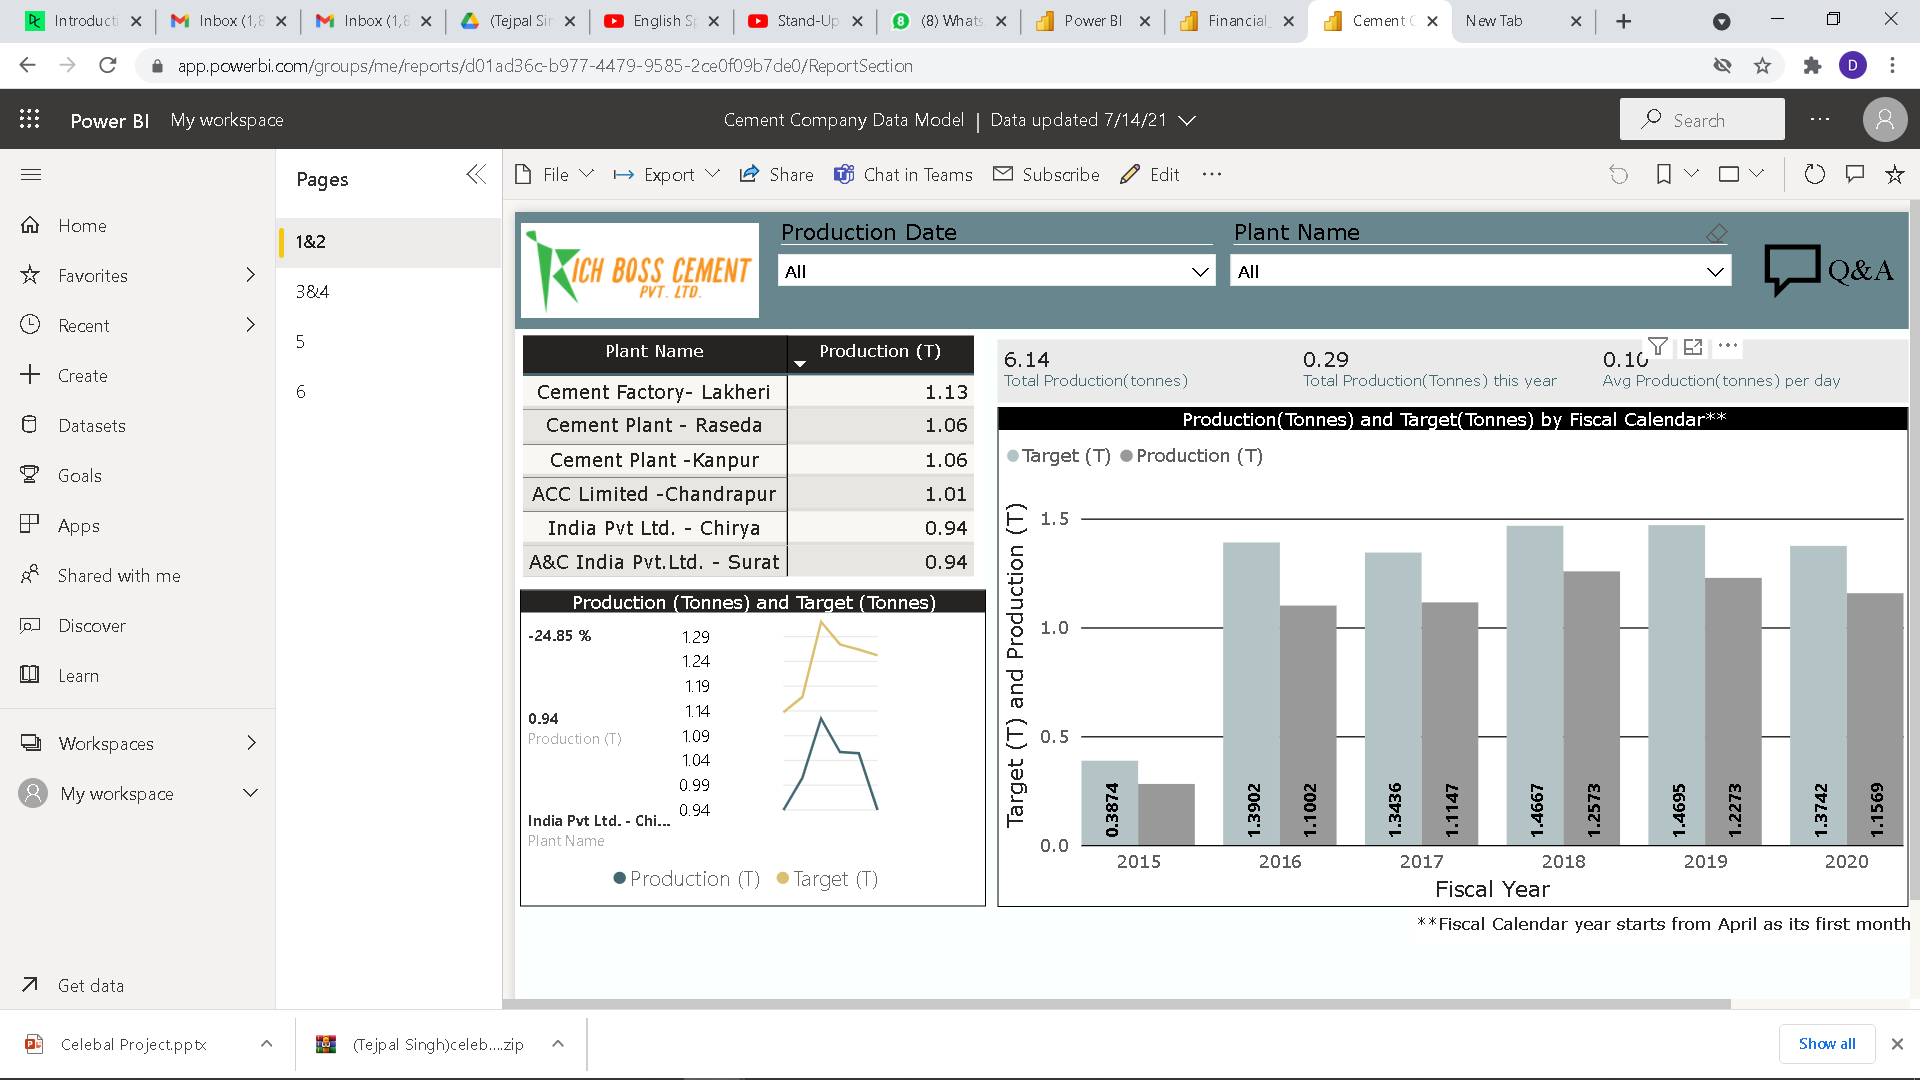 Introducti
Inbox (1,8
Inbox (1,8
(Tejpal Sin
English Sp
Stand-Up
(8) Whats
Power BI
Financial_
Cement C
New Tab
app.powerbi.com/groups/me/reports/d01ad36c-b977-4479-9585-2ce0f09b7de0/ReportSection
D
Power BI My workspace
Cement Company Data Model | Data updated 7/14/21
Search
Home
Favorites
Recent
Create
Datasets
Goals
Apps
Shared with me
Discover
Learn
Workspaces
My workspace
Get data
Pages
1&2
3&4
5
6
File Export Share Chat in Teams Subscribe Edit
RICH BOSS CEMENT
PVT. LTD.
Production Date
All
Plant Name
All
Q&A
Plant Name Production (T)
Cement Factory- Lakheri 1.13
Cement Plant - Raseda 1.06
Cement Plant -Kanpur 1.06
ACC Limited -Chandrapur 1.01
India Pvt Ltd. - Chirya 0.94
A&C India Pvt.Ltd. - Surat 0.94
6.14
Total Production(tonnes)
0.29
Total Production(Tonnes) this year
0.10
Avg Production(tonnes) per day
Production (Tonnes) and Target (Tonnes)
-24.85 %
0.94
Production (T)
India Pvt Ltd. - Chi...
Plant Name
1.29
1.24
1.19
1.14
1.09
1.04
0.99
0.94
Production (T) Target (T)
Production(Tonnes) and Target(Tonnes) by Fiscal Calendar**
Target (T) Production (T)
Target (T) and Production (T)
1.5
1.0
0.5
0.0
0.3874
1.3902
1.1002
1.3436
1.1147
1.4667
1.2573
1.4695
1.2273
1.3742
1.1569
2015 2016 2017 2018 2019 2020
Fiscal Year
**Fiscal Calendar year starts from April as its first month
Celebal Project.pptx
(Tejpal Singh)celeb....zip
Show all